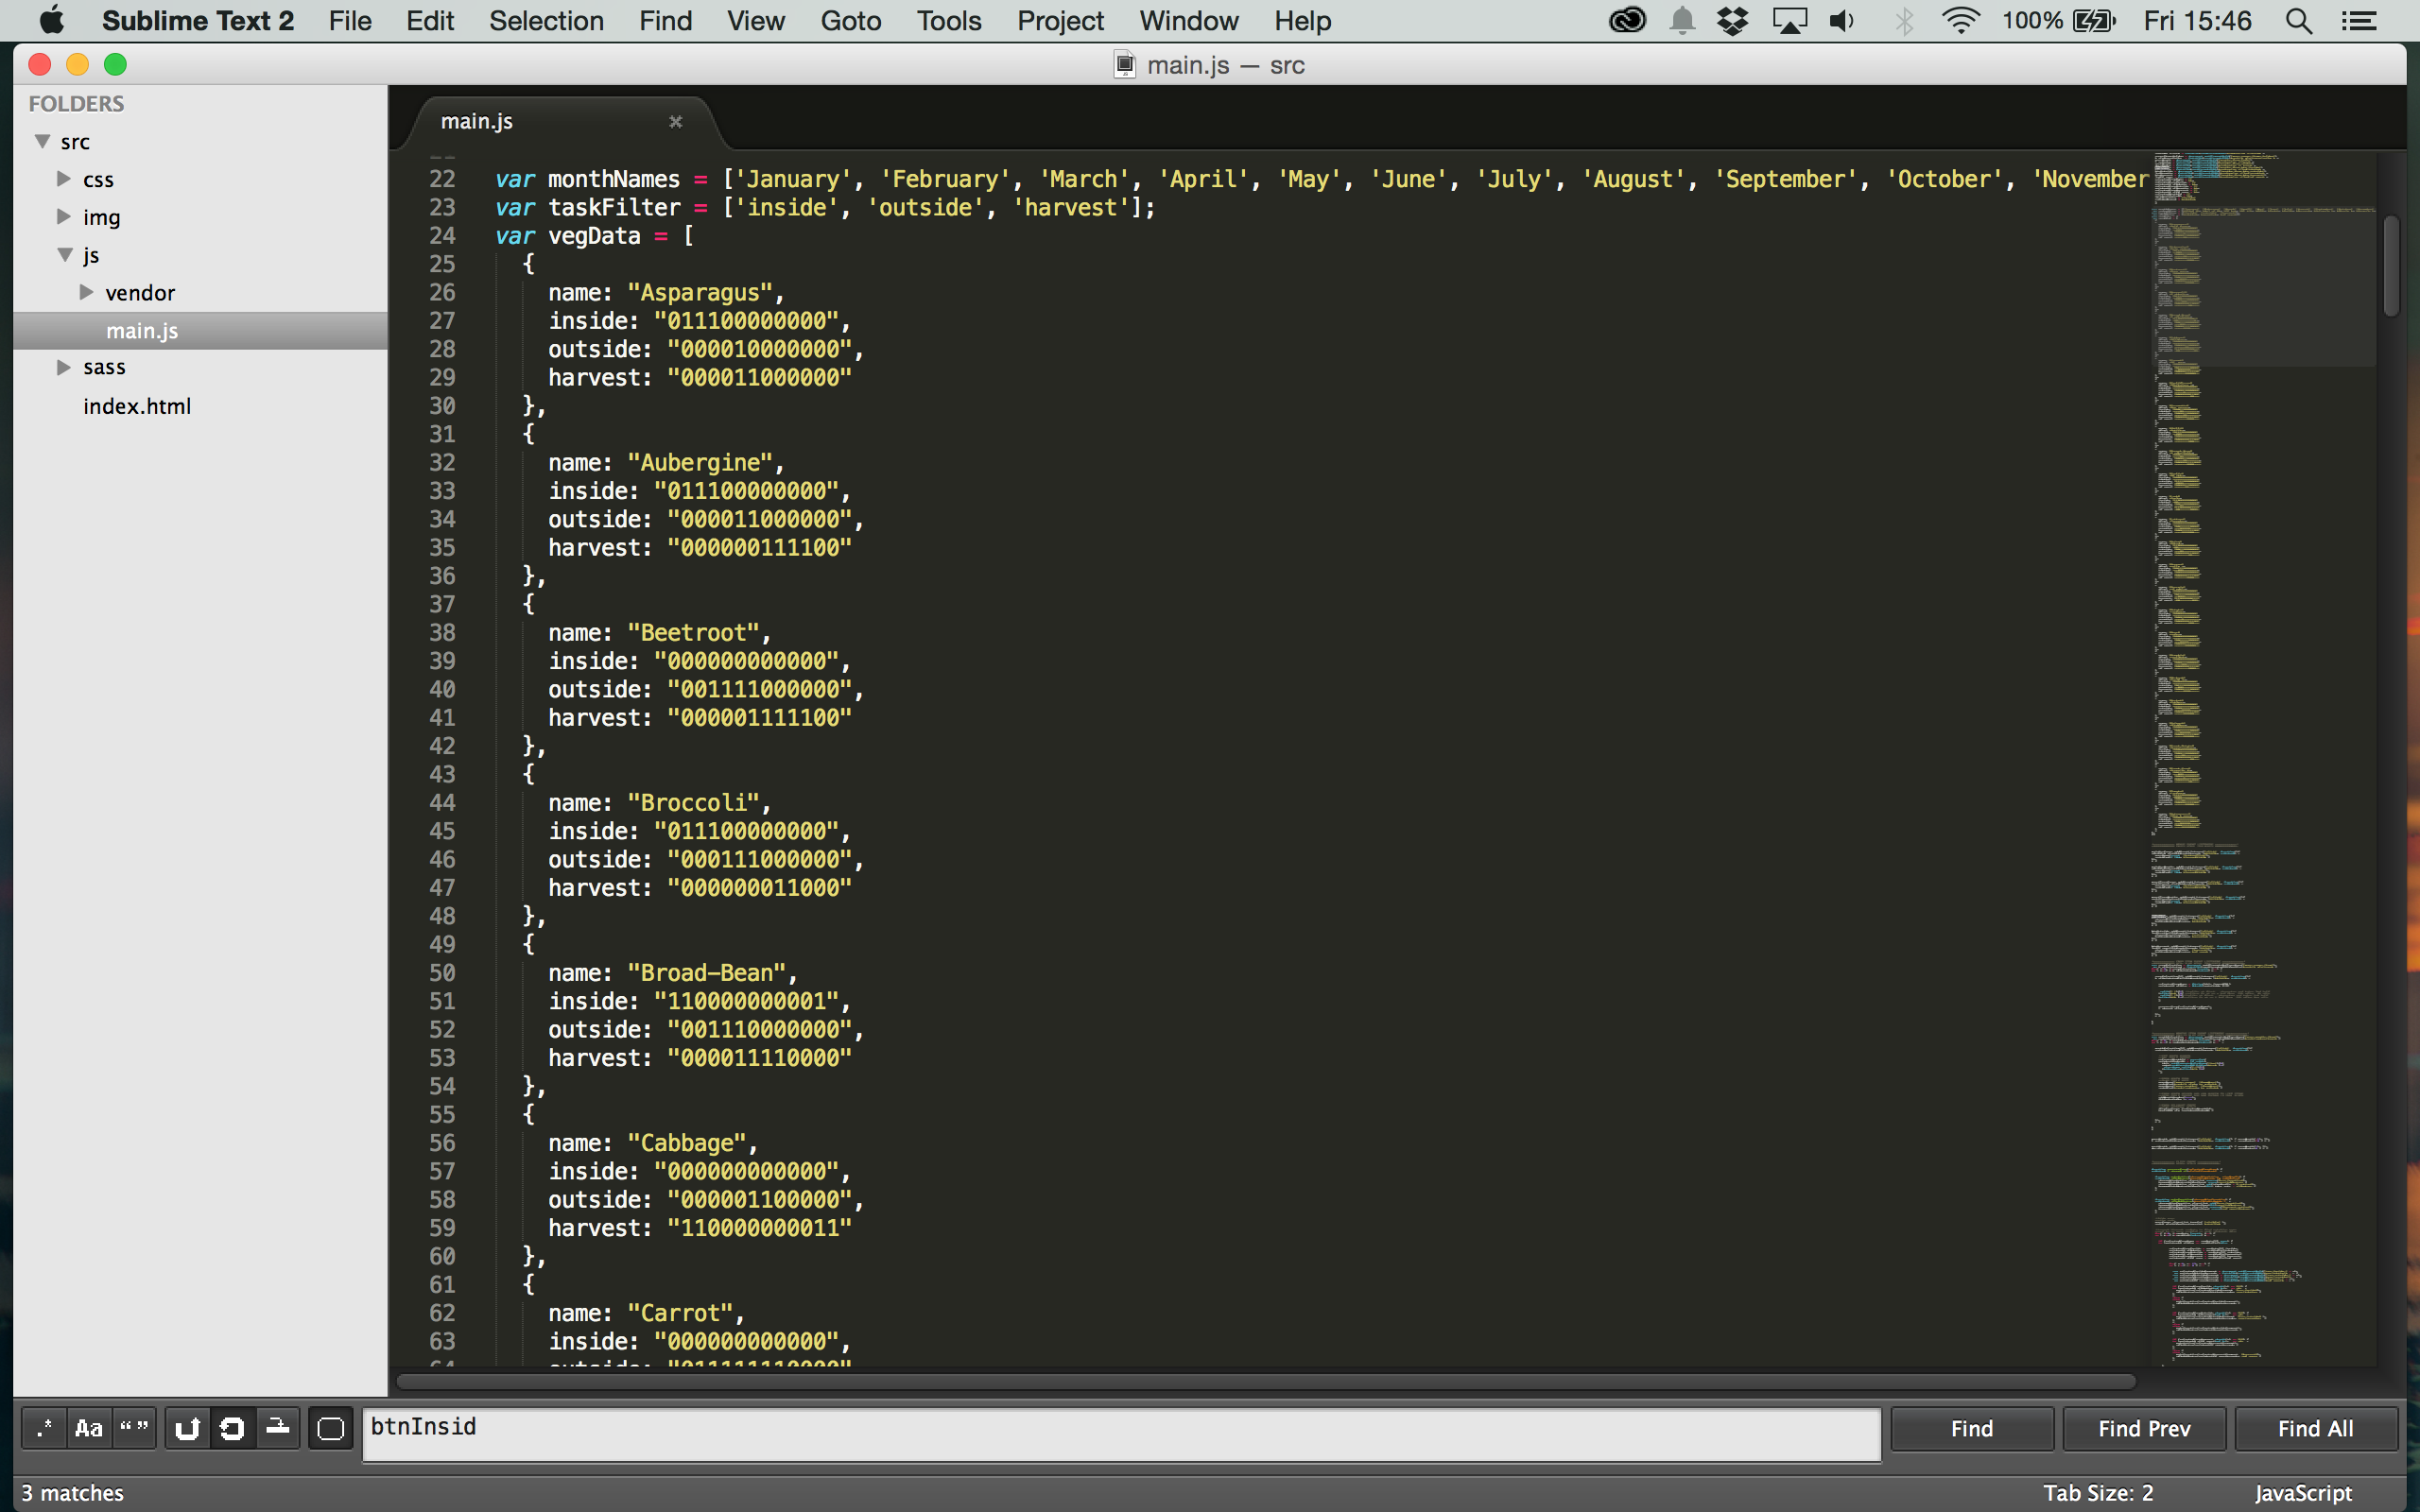 Sublime Text 2 File Edit Selection Find View Goto Tools Project Window Help 100% Fri 15:46
main.js — src
FOLDERS
src
css
img
js
vendor
main.js
sass
index.html
main.js
22 var monthNames = ['January', 'February', 'March', 'April', 'May', 'June', 'July', 'August', 'September', 'October', 'November
23 var taskFilter = ['inside', 'outside', 'harvest'];
24 var vegData = [
25 {
26 name: "Asparagus",
27 inside: "011100000000",
28 outside: "000010000000",
29 harvest: "000011000000"
30 },
31 {
32 name: "Aubergine",
33 inside: "011100000000",
34 outside: "000011000000",
35 harvest: "000000111100"
36 },
37 {
38 name: "Beetroot",
39 inside: "000000000000",
40 outside: "001111000000",
41 harvest: "000001111100"
42 },
43 {
44 name: "Broccoli",
45 inside: "011100000000",
46 outside: "000111000000",
47 harvest: "000000011000"
48 },
49 {
50 name: "Broad-Bean",
51 inside: "110000000001",
52 outside: "001110000000",
53 harvest: "000011110000"
54 },
55 {
56 name: "Cabbage",
57 inside: "000000000000",
58 outside: "000001100000",
59 harvest: "110000000011"
60 },
61 {
62 name: "Carrot",
63 inside: "000000000000",
.* Aa “” btnInsid Find Find Prev Find All
3 matches Tab Size: 2 JavaScript